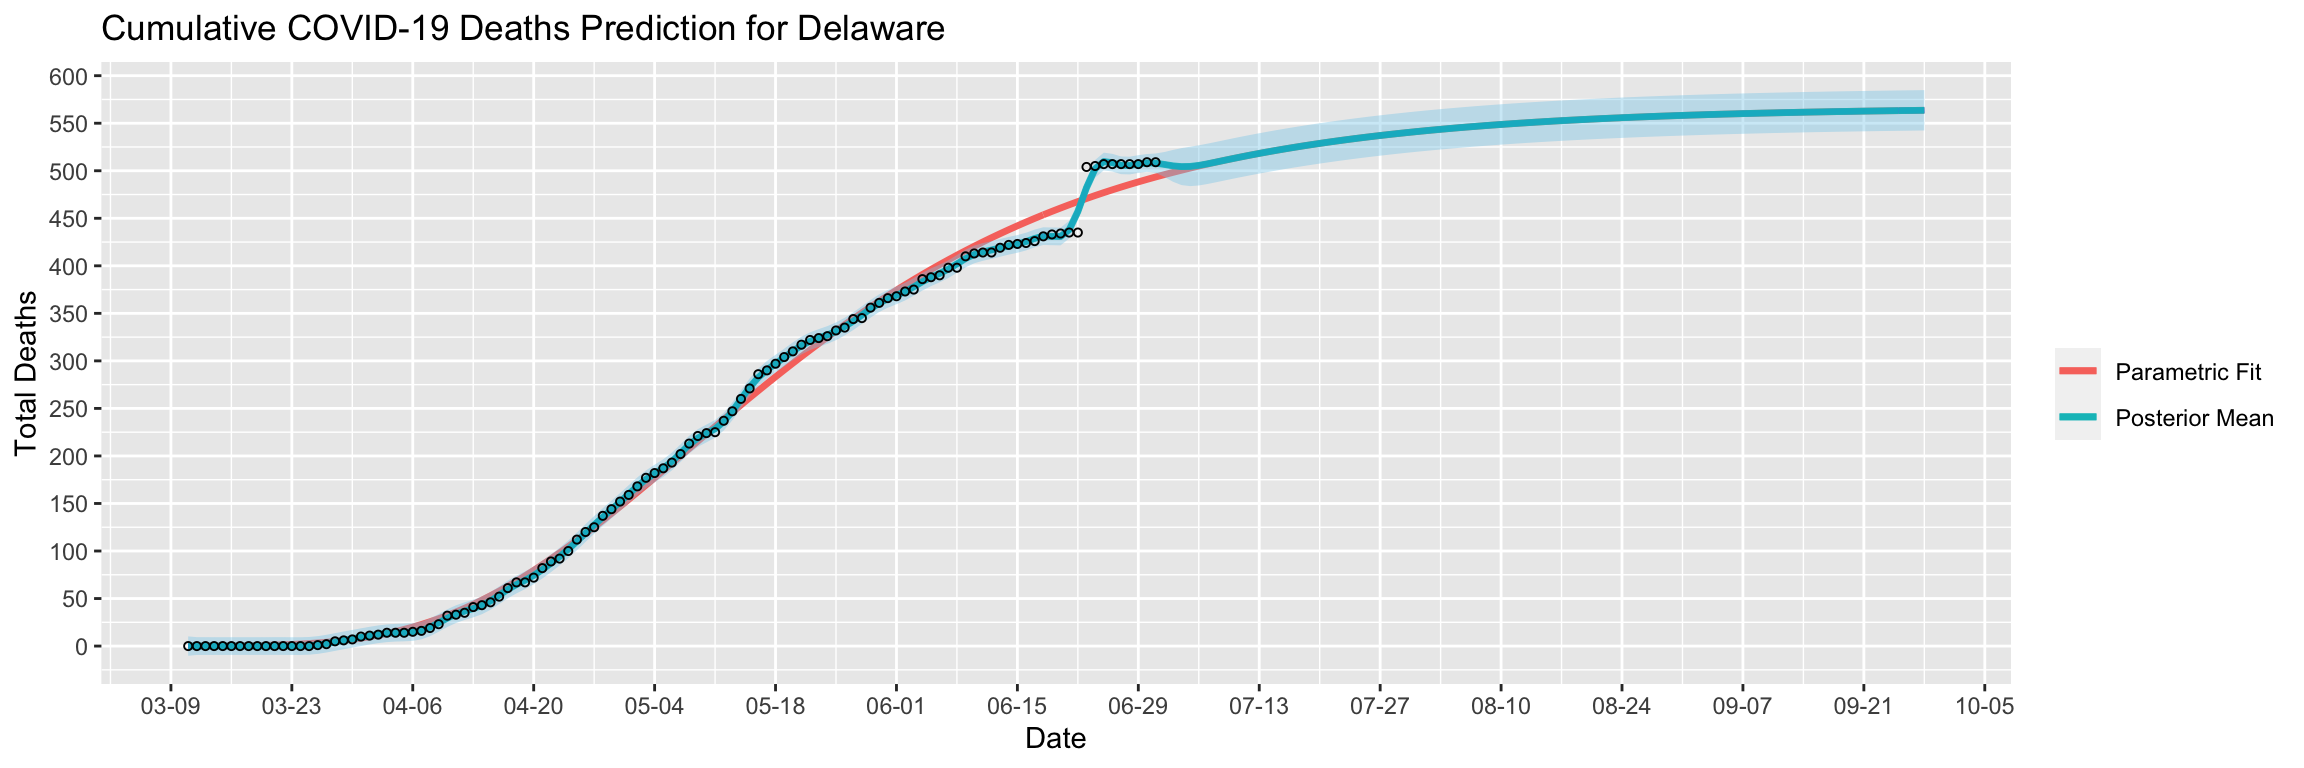 Cumulative COVID-19 Deaths Prediction for Delaware
600
550
500
450
400
350
300
250
200
150
100
50
0
Total Deaths
03-09 03-23 04-06 04-20 05-04 05-18 06-01 06-15 06-29 07-13 07-27 08-10 08-24 09-07 09-21 10-05
Date
Parametric Fit
Posterior Mean